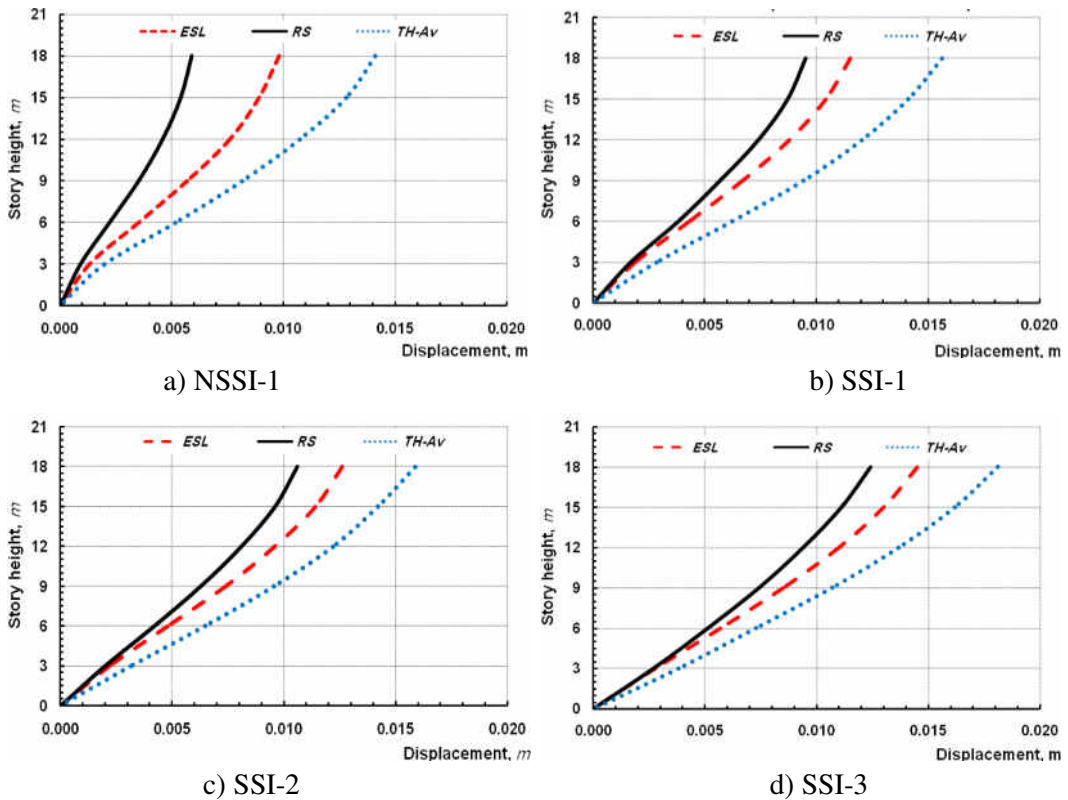 ESL RS TH-Av
Story height, m
21
18
15
12
9
6
3
0
0.000 0.005 0.010 0.015 0.020
Displacement, m
a) NSSI-1
ESL RS TH-Av
Story height, m
21
18
15
12
9
6
3
0
0.000 0.005 0.010 0.015 0.020
Displacement, m
b) SSI-1
ESL RS TH-Av
Story height, m
21
18
15
12
9
6
3
0
0.000 0.005 0.010 0.015 0.020
Displacement, m
c) SSI-2
ESL RS TH-Av
Story height, m
21
18
15
12
9
6
3
0
0.000 0.005 0.010 0.015 0.020
Displacement, m
d) SSI-3